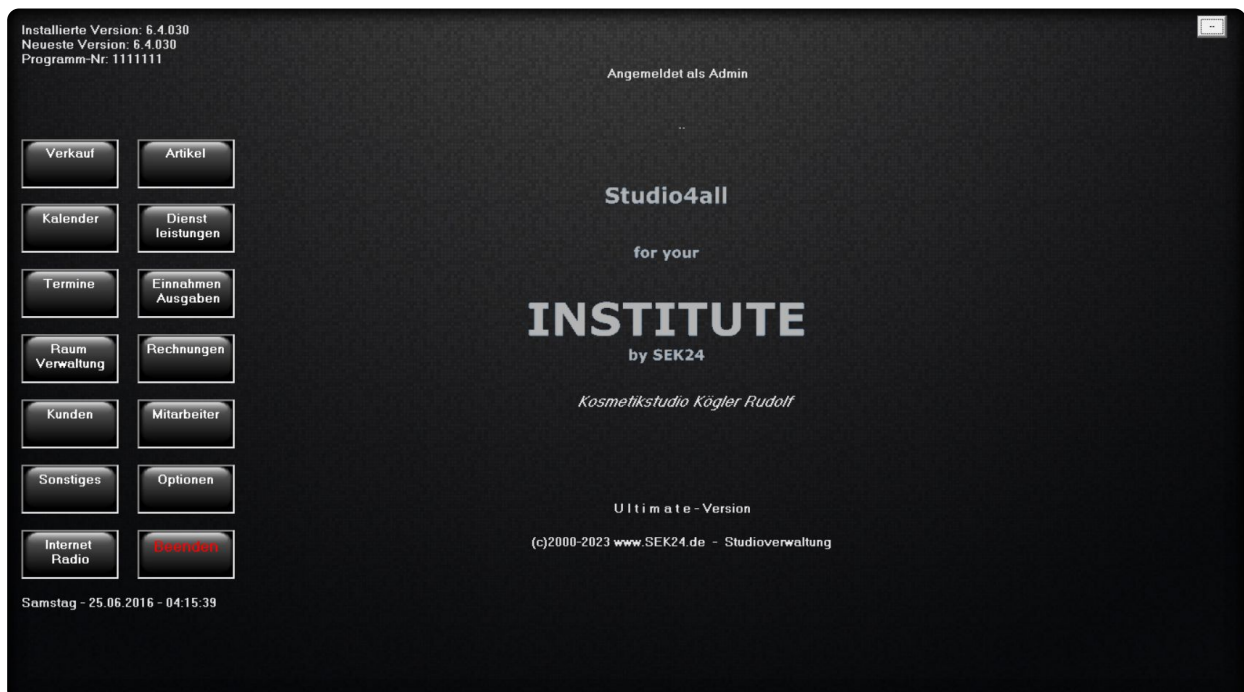 Installierte Version: 6.4.030
Neueste Version: 6.4.030
Programm-Nr: 1111111
--
Angemeldet als Admin
..
Verkauf
Artikel
Kalender
Dienst
leistungen
Termine
Einnahmen
Ausgaben
Raum
Verwaltung
Rechnungen
Kunden
Mitarbeiter
Sonstiges
Optionen
Internet
Radio
Beenden
Samstag - 25.06.2016 - 04:15:39
Studio4all
for your
INSTITUTE
by SEK24
Kosmetikstudio Kögler Rudolf
Ultimate-Version
(c)2000-2023 www.SEK24.de - Studioverwaltung